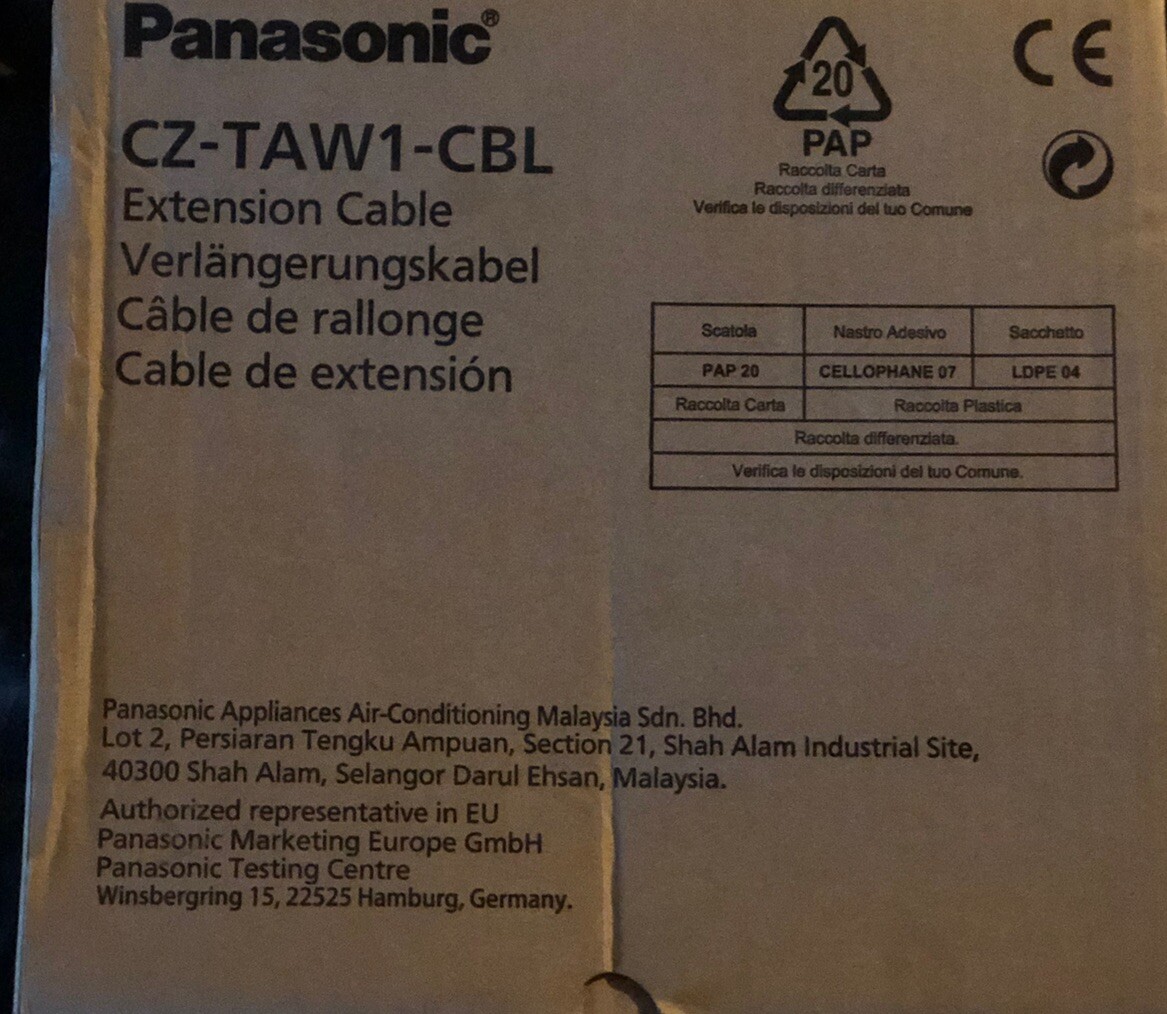 Panasonic®
CZ-TAW1-CBL
Extension Cable
Verlängerungskabel
Câble de rallonge
Cable de extensión
20
PAP
Raccolta Carta
Raccolta differenziata
Verifica le disposizioni del tuo Comune
CE
Scatola Nastro Adesivo Sacchetto
PAP 20 CELLOPHANE 07 LDPE 04
Raccolta Carta Raccolta Plastica
Raccolta differenziata.
Verifica le disposizioni del tuo Comune.
Panasonic Appliances Air-Conditioning Malaysia Sdn. Bhd.
Lot 2, Persiaran Tengku Ampuan, Section 21, Shah Alam Industrial Site,
40300 Shah Alam, Selangor Darul Ehsan, Malaysia.
Authorized representative in EU
Panasonic Marketing Europe GmbH
Panasonic Testing Centre
Winsbergring 15, 22525 Hamburg, Germany.